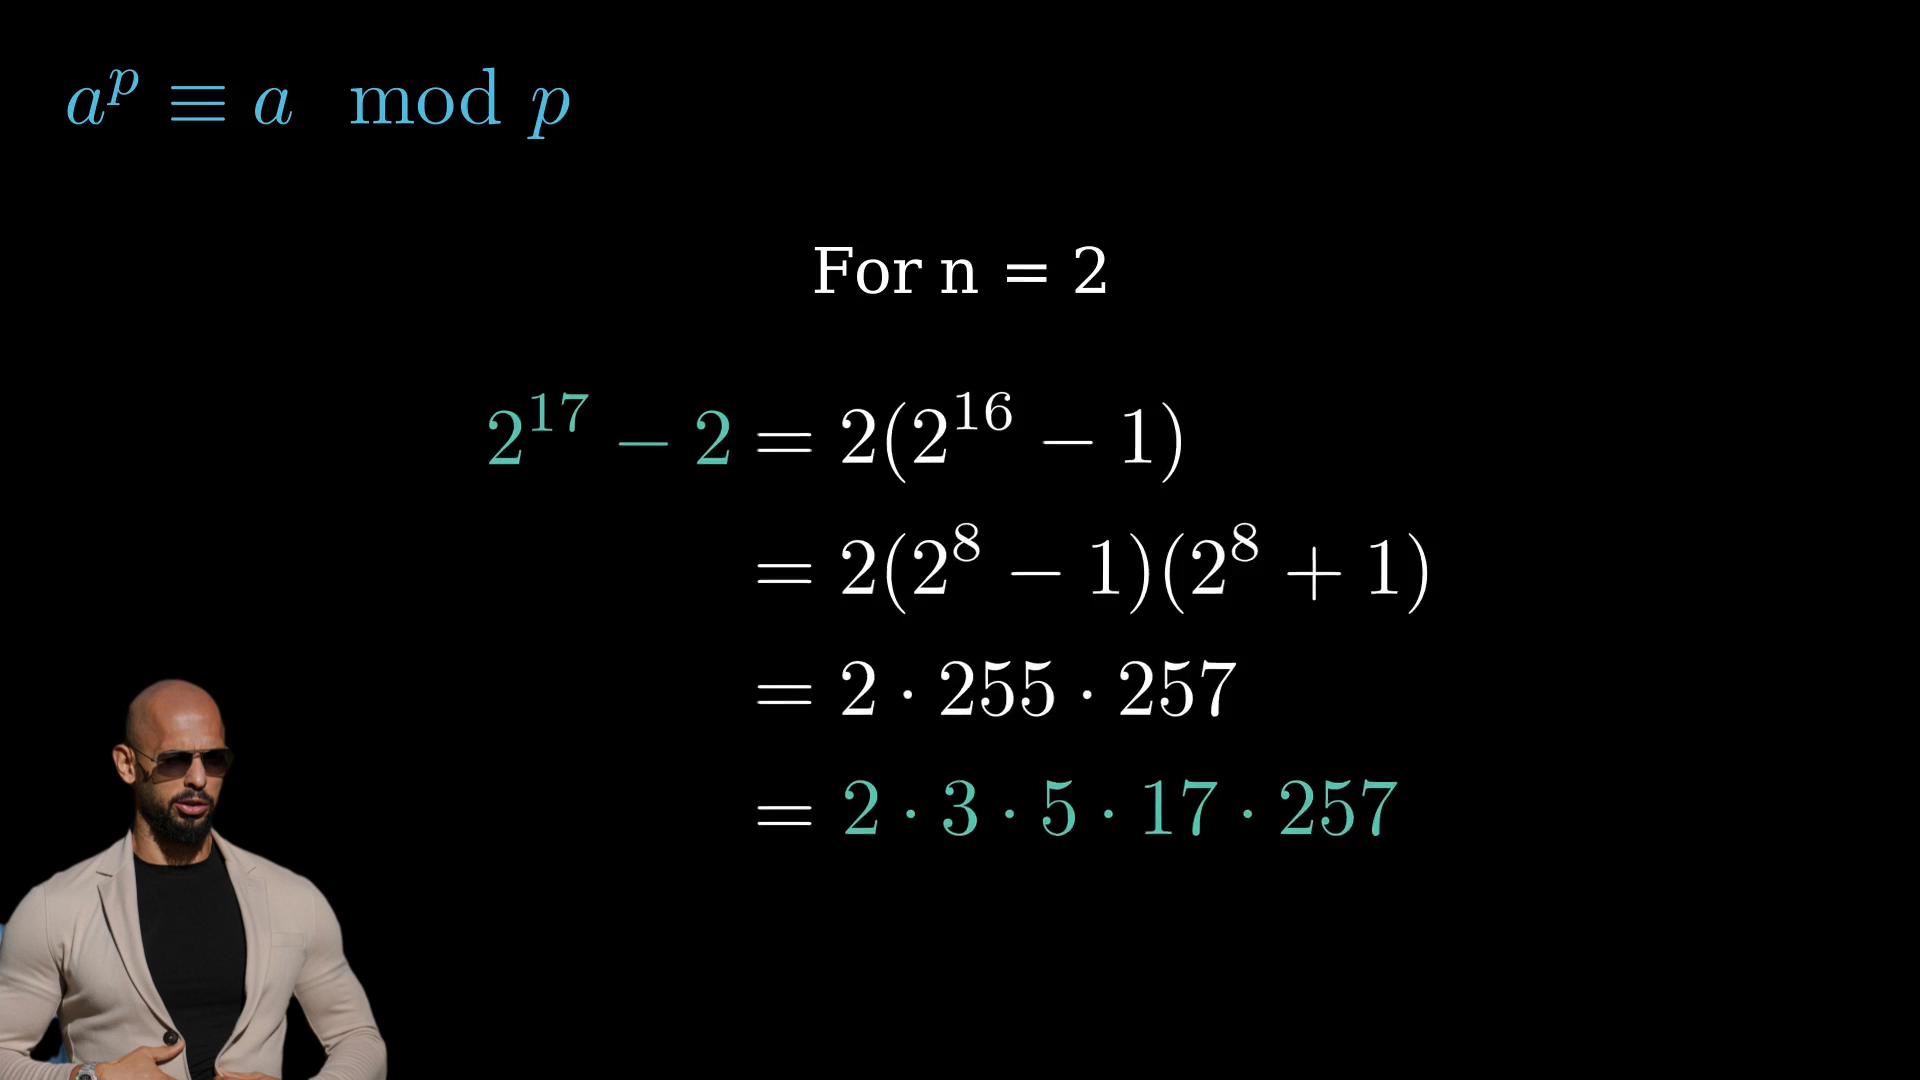 a^p ≡ a mod p
For n = 2
2^17 − 2 = 2(2^16 − 1)
= 2(2^8 − 1)(2^8 + 1)
= 2 · 255 · 257
= 2 · 3 · 5 · 17 · 257